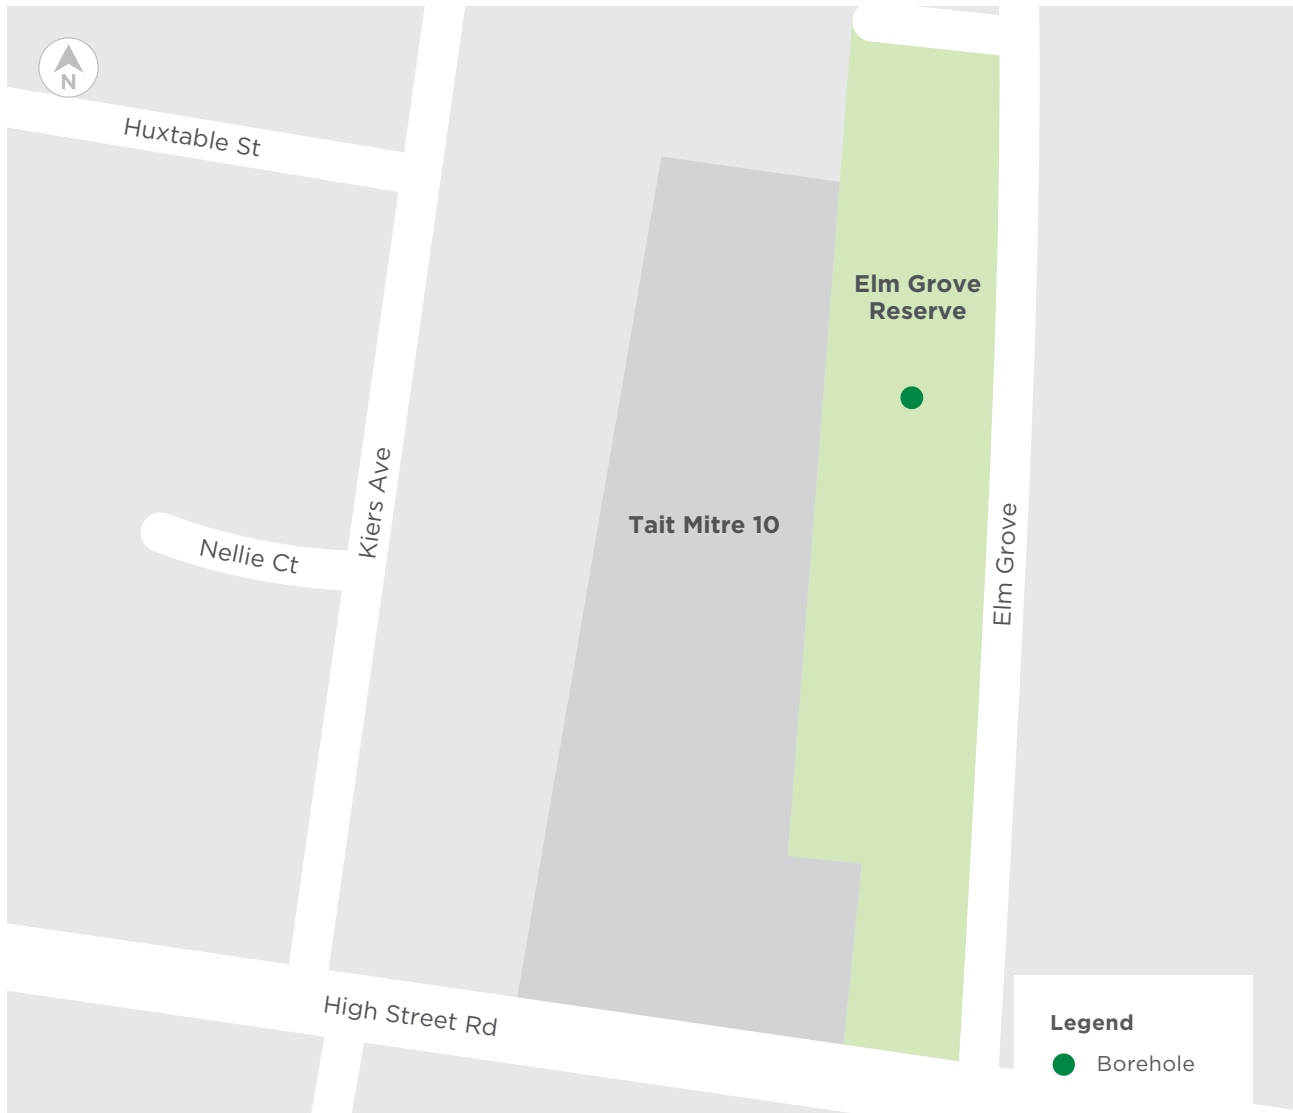 N
Huxtable St
Elm Grove
Reserve
Kiers Ave
Tait Mitre 10
Elm Grove
Nellie Ct
High Street Rd
Legend
Borehole